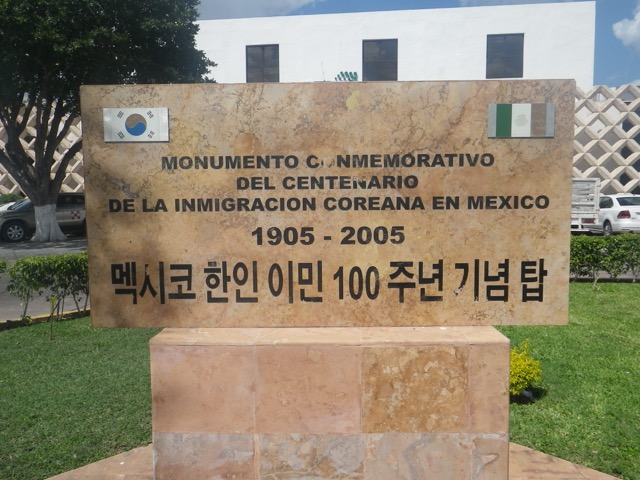 MONUMENTO CONMEMORATIVO
DEL CENTENARIO
DE LA INMIGRACION COREANA EN MEXICO
1905 - 2005
멕시코 한인 이민 100 주년 기념 탑